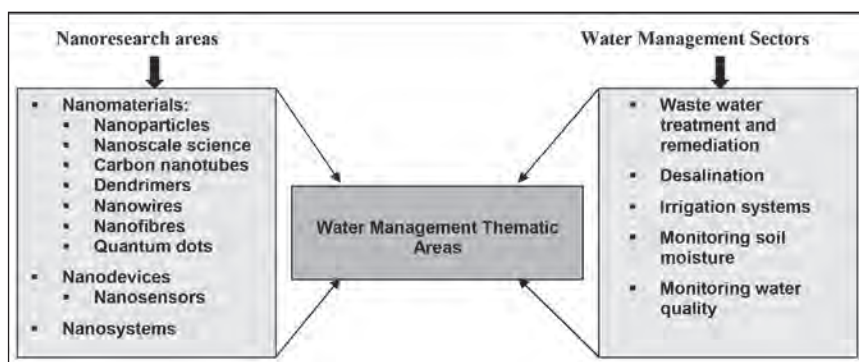 Nanoresearch areas
Nanomaterials:
Nanoparticles
Nanoscale science
Carbon nanotubes
Dendrimers
Nanowires
Nanofibres
Quantum dots
Nanodevices
Nanosensors
Nanosystems
Water Management Thematic
Areas
Water Management Sectors
Waste water
treatment and
remediation
Desalination
Irrigation systems
Monitoring soil
moisture
Monitoring water
quality